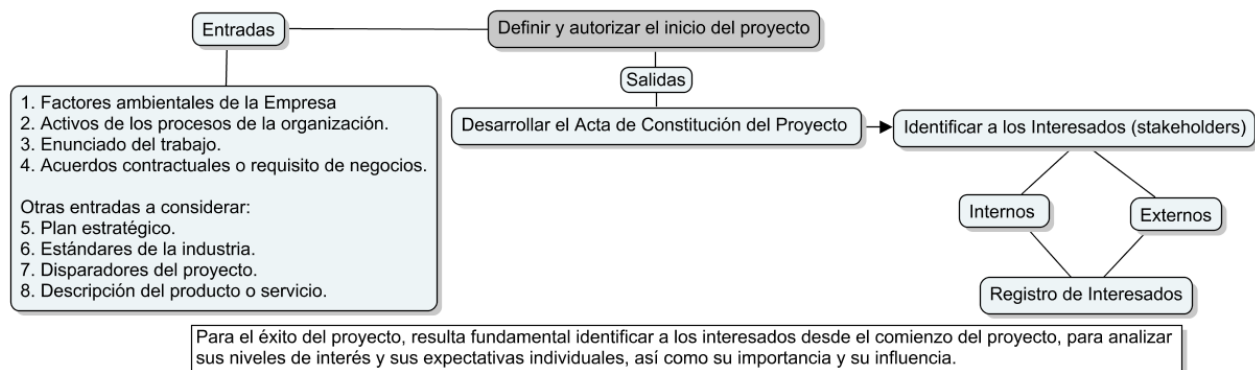 Entradas
Definir y autorizar el inicio del proyecto
Salidas
1. Factores ambientales de la Empresa
2. Activos de los procesos de la organización.
3. Enunciado del trabajo.
4. Acuerdos contractuales o requisito de negocios.
Otras entradas a considerar:
5. Plan estratégico.
6. Estándares de la industria.
7. Disparadores del proyecto.
8. Descripción del producto o servicio.
Desarrollar el Acta de Constitución del Proyecto
Identificar a los Interesados (stakeholders)
Internos
Externos
Registro de Interesados
Para el éxito del proyecto, resulta fundamental identificar a los interesados desde el comienzo del proyecto, para analizar
sus niveles de interés y sus expectativas individuales, así como su importancia y su influencia.